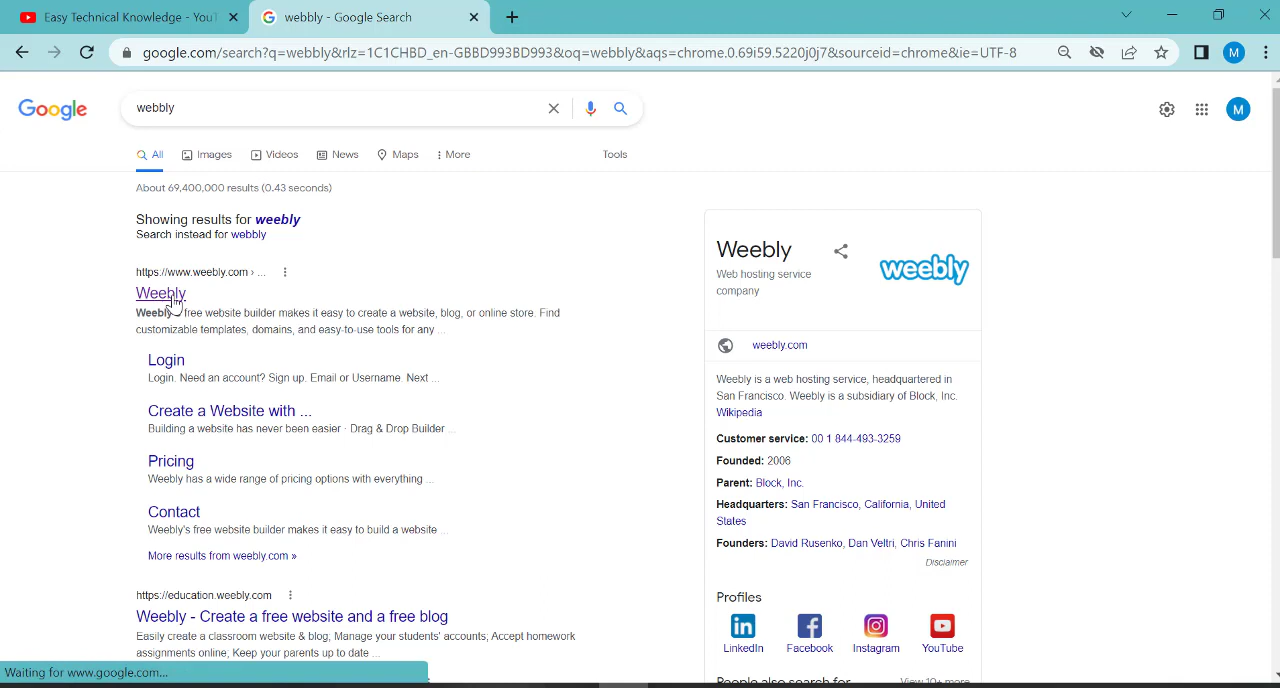 Easy Technical Knowledge - YouT
webbly - Google Search
google.com/search?q=webbly&rlz=1C1CHBD_en-GBBD993BD993&oq=webbly&aqs=chrome.0.69i59.5220j0j7&sourceid=chrome&ie=UTF-8
M
Google
webbly
M
All
Images
Videos
News
Maps
More
Tools
About 69,400,000 results (0.43 seconds)
Showing results for weebly
Search instead for webbly
https://www.weebly.com › ...
Weebly
Weebly free website builder makes it easy to create a website, blog, or online store. Find
customizable templates, domains, and easy-to-use tools for any ...
Login
Login. Need an account? Sign up. Email or Username. Next ...
Create a Website with ...
Building a website has never been easier · Drag & Drop Builder ...
Pricing
Weebly has a wide range of pricing options with everything ...
Contact
Weebly's free website builder makes it easy to build a website ...
More results from weebly.com »
https://education.weebly.com
Weebly - Create a free website and a free blog
Easily create a classroom website & blog; Manage your students' accounts; Accept homework
assignments online; Keep your parents up to date ...
Waiting for www.google.com...
Weebly
Web hosting service
company
weebly
weebly.com
Weebly is a web hosting service, headquartered in
San Francisco. Weebly is a subsidiary of Block, Inc.
Wikipedia
Customer service: 00 1 844-493-3259
Founded: 2006
Parent: Block, Inc.
Headquarters: San Francisco, California, United
States
Founders: David Rusenko, Dan Veltri, Chris Fanini
Disclaimer
Profiles
in
LinkedIn
Facebook
Instagram
YouTube
People also search for
View 10+ more